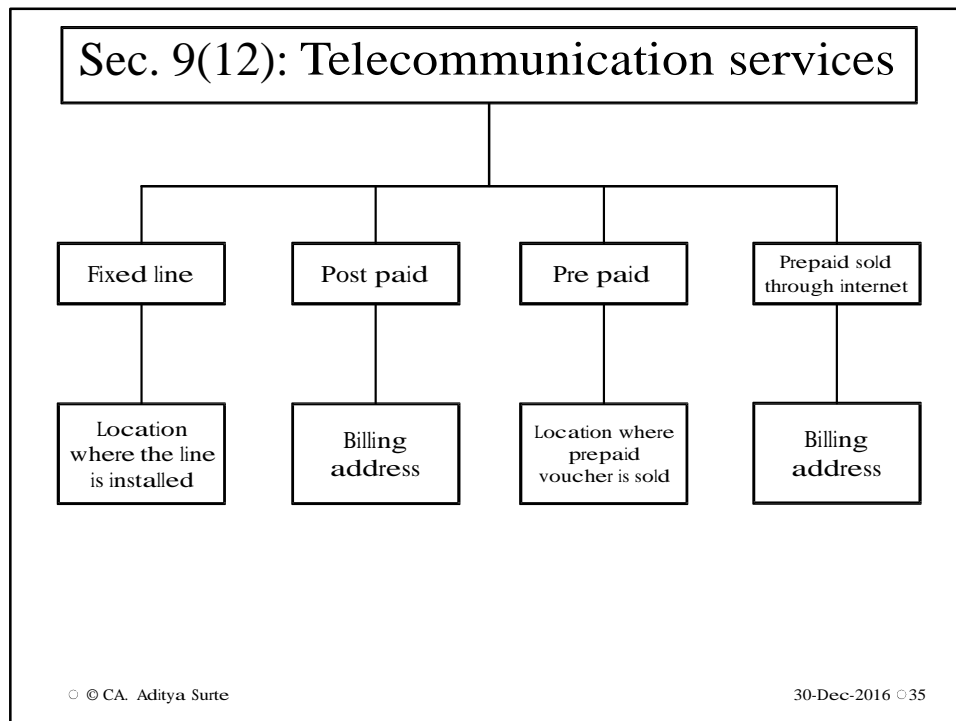 Sec. 9(12): Telecommunication services
Fixed line
Post paid
Pre paid
Prepaid sold
through internet
Location
where the line
is installed
Billing
address
Location where
prepaid
voucher is sold
Billing
address
© CA. Aditya Surte
30-Dec-2016
35